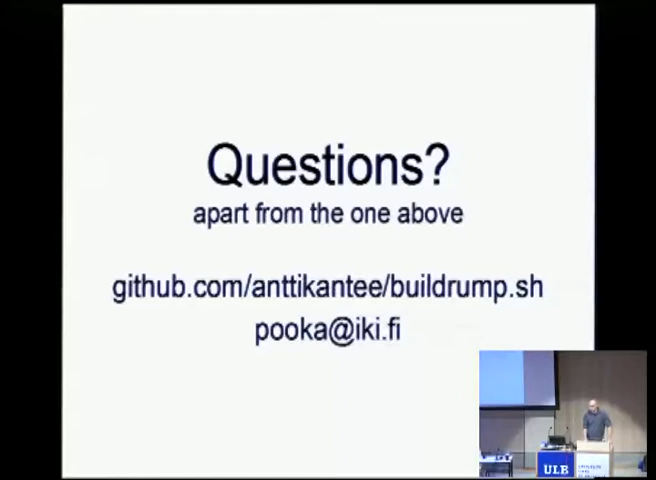 Questions?
apart from the one above
github.com/anttikantee/buildrump.sh
pooka@iki.fi
ULB